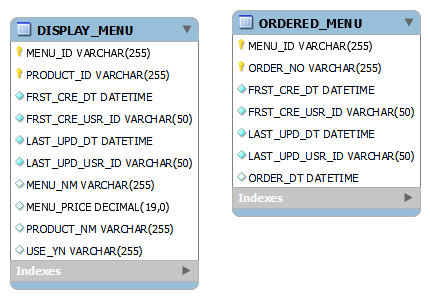 DISPLAY_MENU
MENU_ID VARCHAR(255)
PRODUCT_ID VARCHAR(255)
FRST_CRE_DT DATETIME
FRST_CRE_USR_ID VARCHAR(50)
LAST_UPD_DT DATETIME
LAST_UPD_USR_ID VARCHAR(50)
MENU_NM VARCHAR(255)
MENU_PRICE DECIMAL(19,0)
PRODUCT_NM VARCHAR(255)
USE_YN VARCHAR(255)
Indexes
ORDERED_MENU
MENU_ID VARCHAR(255)
ORDER_NO VARCHAR(255)
FRST_CRE_DT DATETIME
FRST_CRE_USR_ID VARCHAR(50)
LAST_UPD_DT DATETIME
LAST_UPD_USR_ID VARCHAR(50)
ORDER_DT DATETIME
Indexes